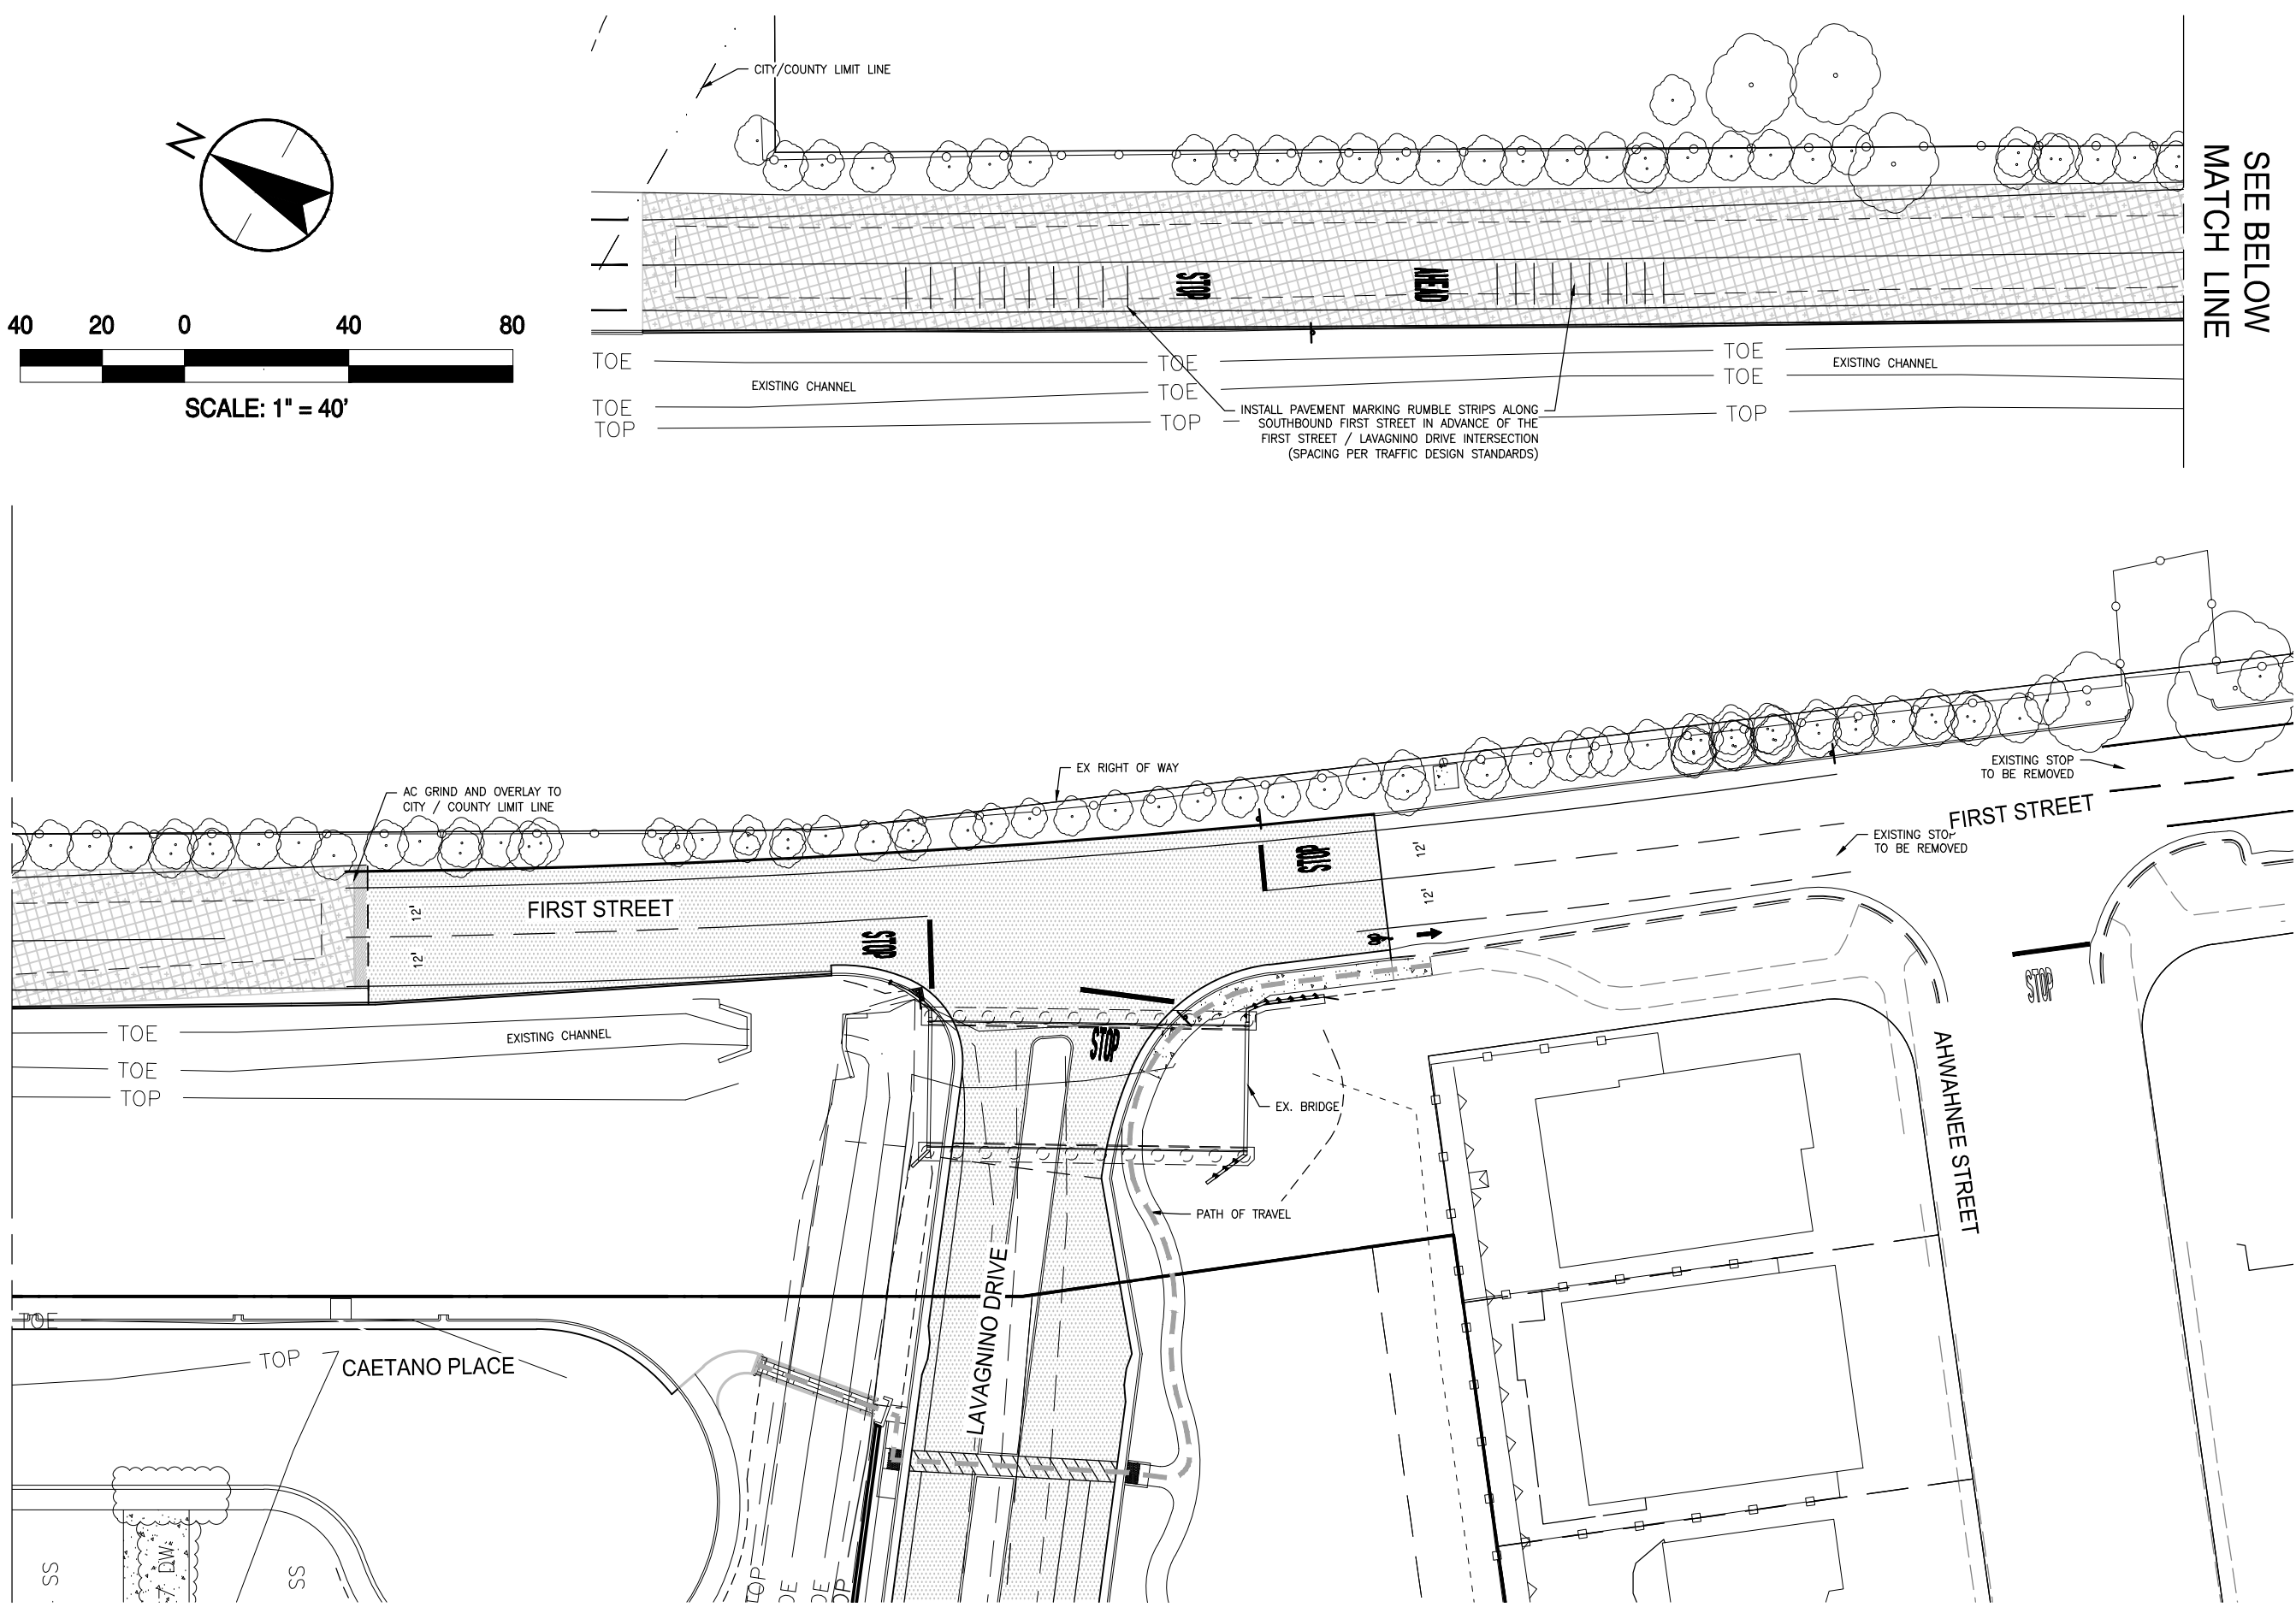 CITY/COUNTY LIMIT LINE
N
40 20 0 40 80
SCALE: 1" = 40'
STOP
AHEAD
SEE BELOW
MATCH LINE
TOE
TOE
TOE
EXISTING CHANNEL
EXISTING CHANNEL
TOE
TOE
TOE
TOP
TOP
TOP
INSTALL PAVEMENT MARKING RUMBLE STRIPS ALONG
SOUTHBOUND FIRST STREET IN ADVANCE OF THE
FIRST STREET / LAVAGNINO DRIVE INTERSECTION
(SPACING PER TRAFFIC DESIGN STANDARDS)
EX RIGHT OF WAY
AC GRIND AND OVERLAY TO
CITY / COUNTY LIMIT LINE
EXISTING STOP
TO BE REMOVED
FIRST STREET
EXISTING STOP
TO BE REMOVED
STOP
12'
12'
FIRST STREET
12'
12'
STOP
STOP
STOP
TOE
EXISTING CHANNEL
TOE
TOP
EX. BRIDGE
AHWAHNEE STREET
PATH OF TRAVEL
LAVAGNINO DRIVE
TOE
TOP
CAETANO PLACE
SS
DW
SS
TOP
OE
OE
OP